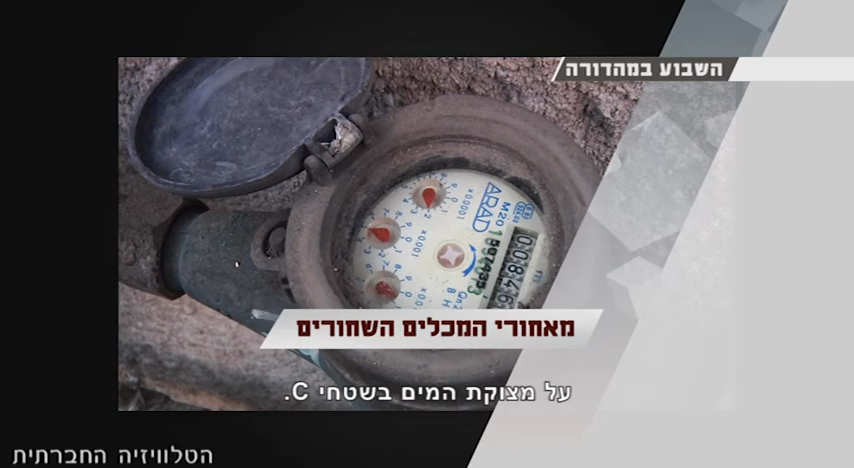 השבוע במהדורה
ARAD
M20
מאחורי המכלים השחורים
על מצוקת המים בשטחי C.
הטלוויזיה החברתית